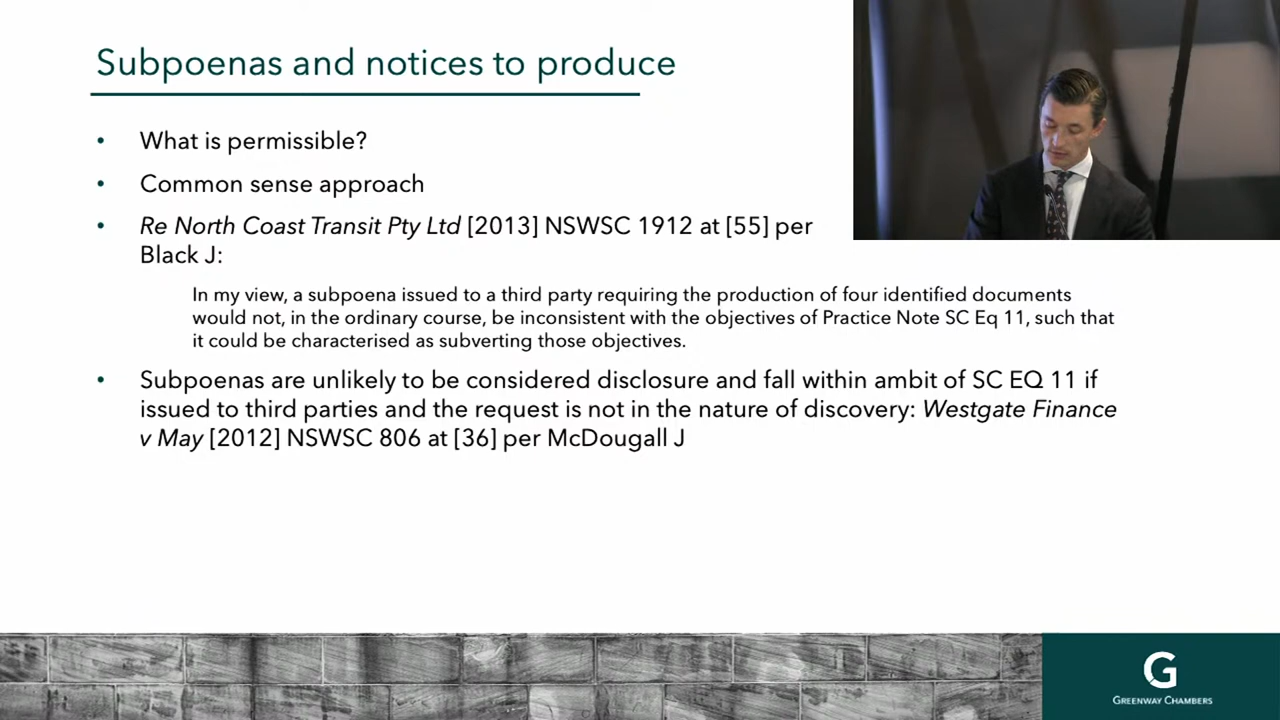 Subpoenas and notices to produce
• What is permissible?
• Common sense approach
• Re North Coast Transit Pty Ltd [2013] NSWSC 1912 at [55] per
Black J:
In my view, a subpoena issued to a third party requiring the production of four identified documents
would not, in the ordinary course, be inconsistent with the objectives of Practice Note SC Eq 11, such that
it could be characterised as subverting those objectives.
• Subpoenas are unlikely to be considered disclosure and fall within ambit of SC EQ 11 if
issued to third parties and the request is not in the nature of discovery: Westgate Finance
v May [2012] NSWSC 806 at [36] per McDougall J
G
GREENWAY CHAMBERS